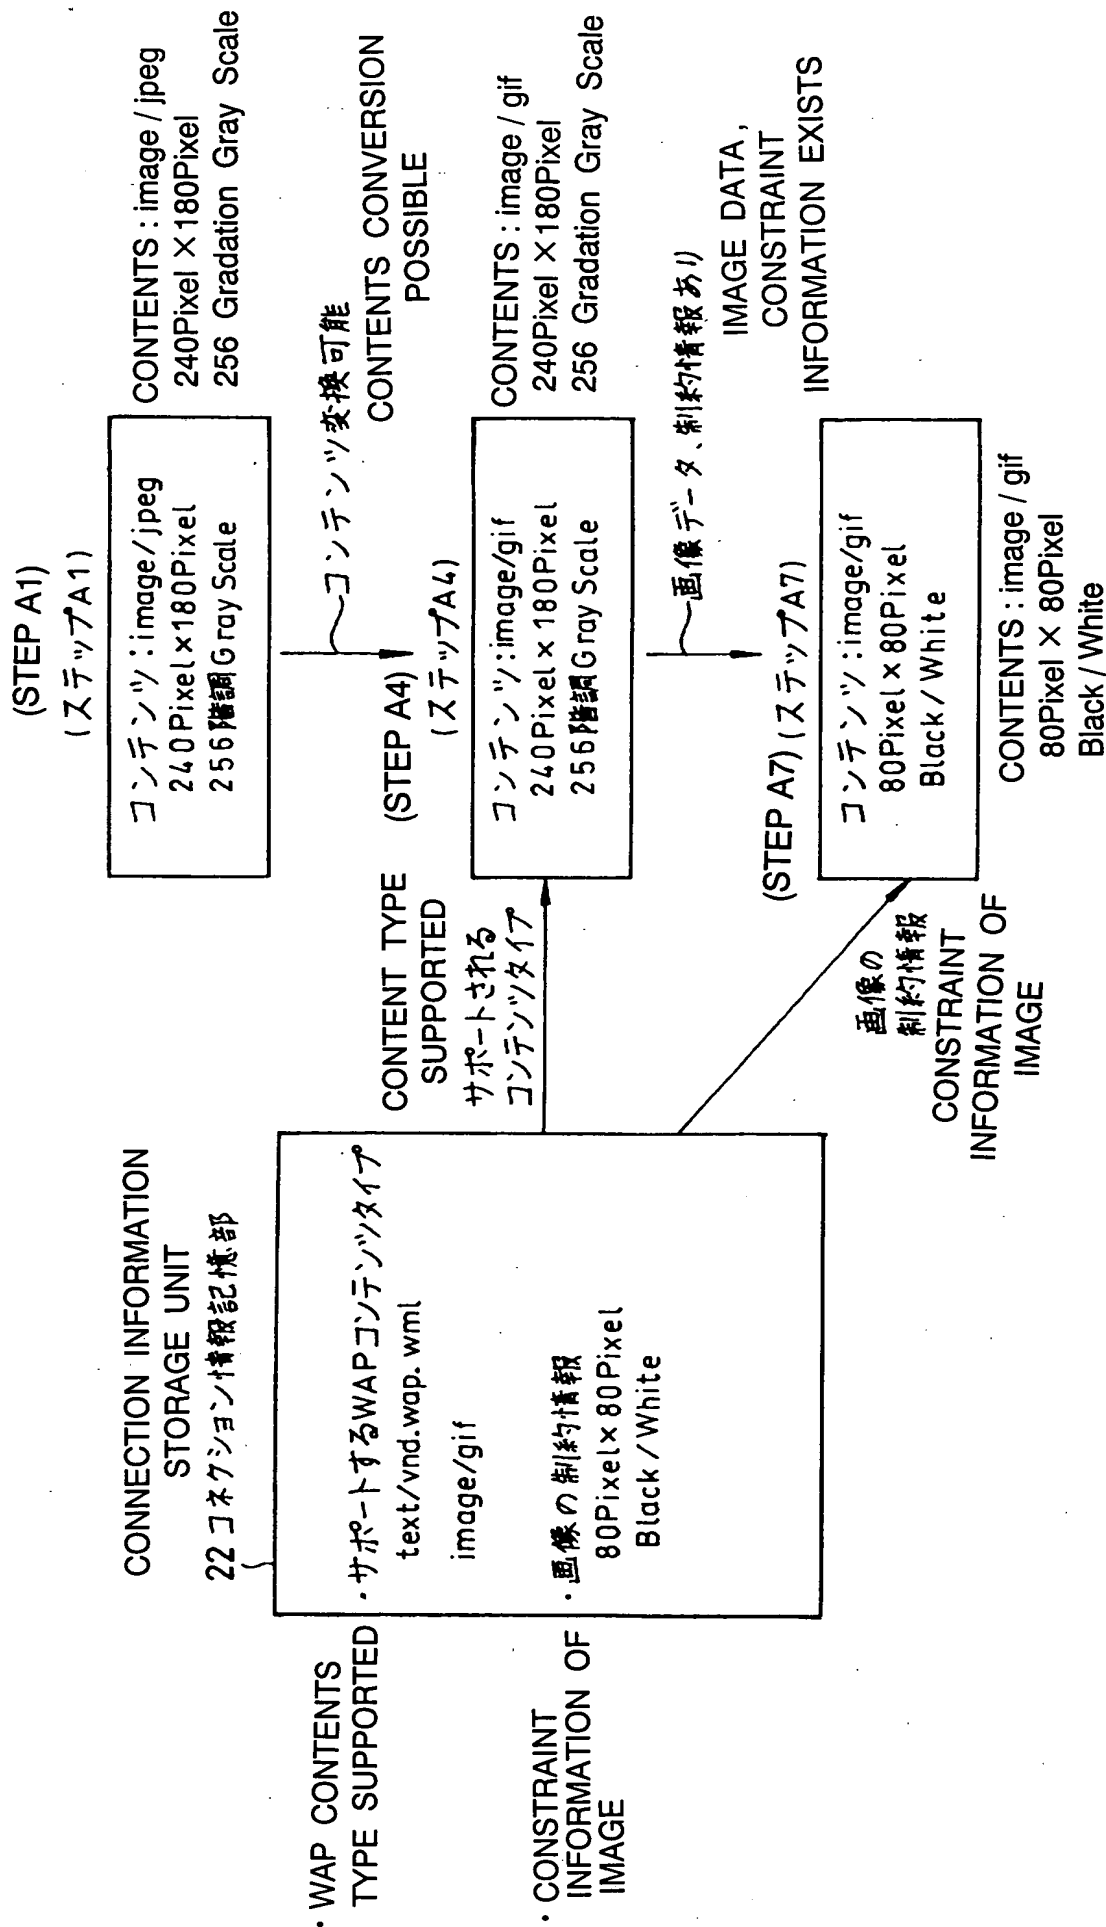 CONNECTION INFORMATION
STORAGE UNIT
22 コネクション情報記憶部
・WAP CONTENTS
TYPE SUPPORTED
・サポートするWAPコンテンツタイプ
text/vnd.wap.wml
image/gif
・CONSTRAINT
INFORMATION OF
IMAGE
・画像の制約情報
80Pixel×80Pixel
Black/White
(STEP A1)
(ステップA1)
コンテンツ:image/jpeg
240Pixel×180Pixel
256階調Gray Scale
CONTENTS : image / jpeg
240Pixel × 180Pixel
256 Gradation Gray Scale
コンテンツ変換可能
CONTENTS CONVERSION
POSSIBLE
CONTENT TYPE
SUPPORTED
サポートされる
コンテンツタイプ
(STEP A4)
(ステップA4)
コンテンツ:image/gif
240Pixel×180Pixel
256階調Gray Scale
CONTENTS : image / gif
240Pixel × 180Pixel
256 Gradation Gray Scale
画像データ、制約情報あり
IMAGE DATA,
CONSTRAINT
INFORMATION EXISTS
画像の
制約情報
CONSTRAINT
INFORMATION OF
IMAGE
(STEP A7) (ステップA7)
コンテンツ:image/gif
80Pixel×80Pixel
Black/White
CONTENTS : image / gif
80Pixel × 80Pixel
Black / White